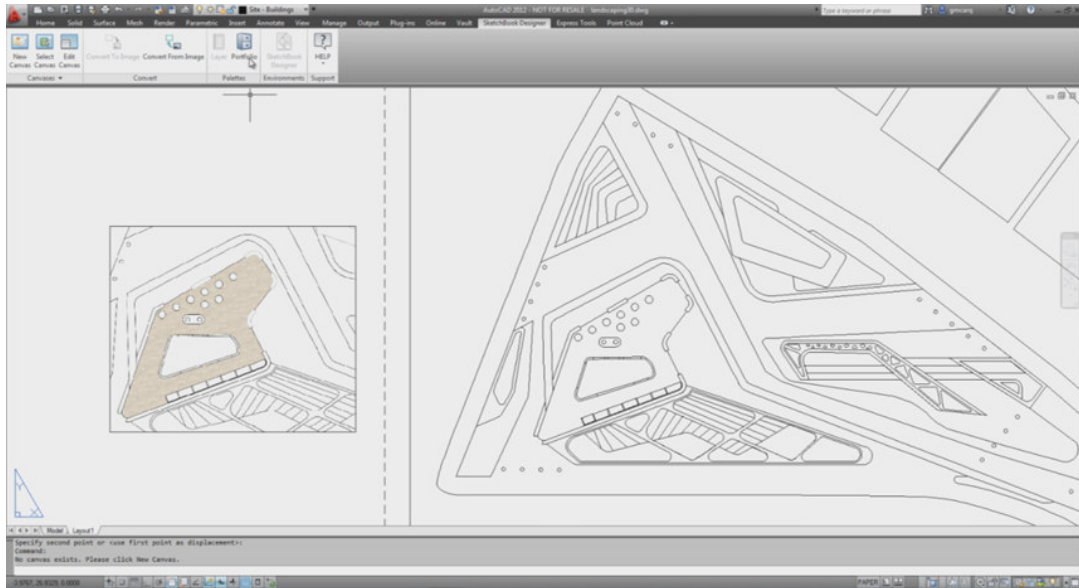 Site - Buildings
AutoCAD 2012 - NOT FOR RESALE landscaping01.dwg
Type a keyword or phrase
gmcarq
Home Solid Surface Mesh Render Parametric Insert Annotate View Manage Output Plug-ins Online Vault SketchBook Designer Express Tools Point Cloud
New Canvas
Select Canvas
Edit Canvas
Convert To Image
Convert From Image
Layer
Portfolio
SketchBook Designer
HELP
Canvases
Convert
Palettes
Environments
Support
Y
X
Model Layout1
Specify second point or <use first point as displacement>:
Command:
No canvas exists. Please click New Canvas.
PAPER